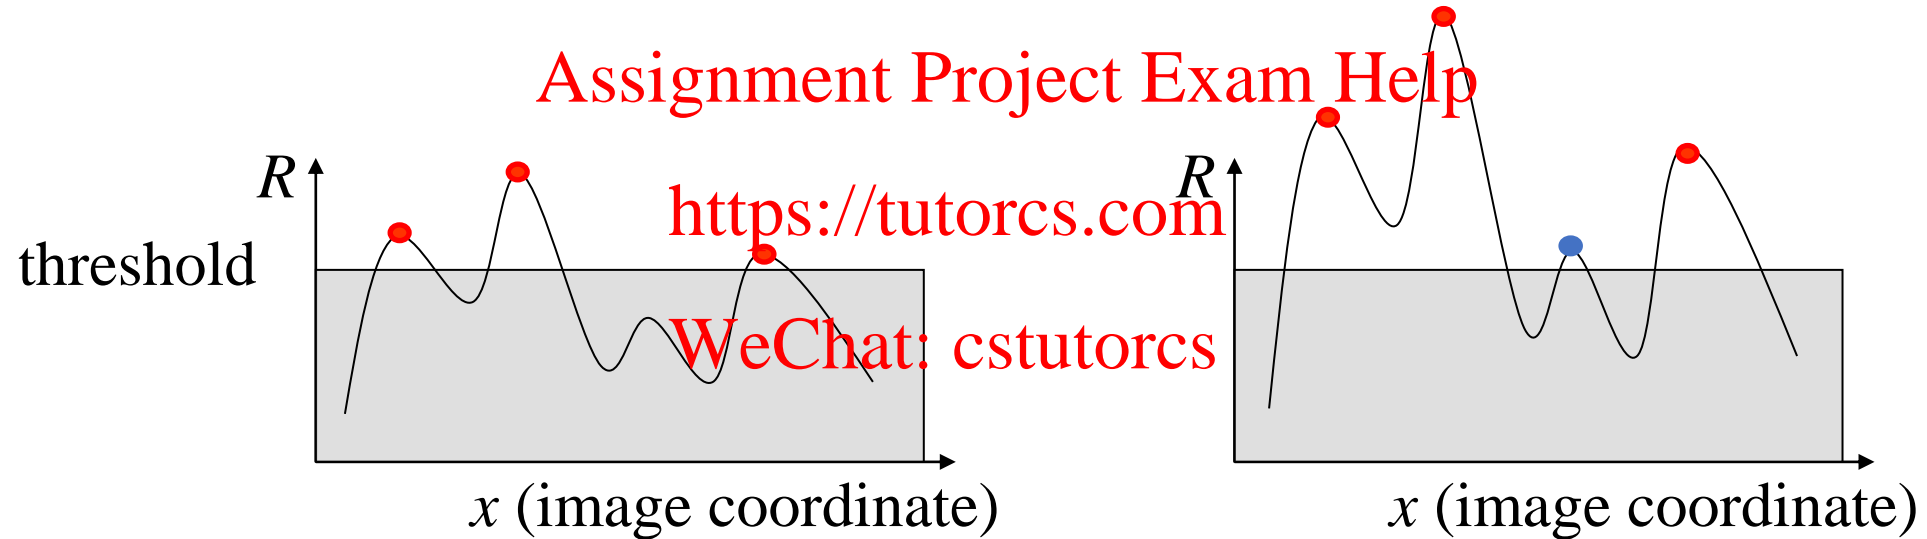 Assignment Project Exam Help
R
R
https://tutorcs.com
threshold
WeChat: cstutorcs
x (image coordinate)
x (image coordinate)